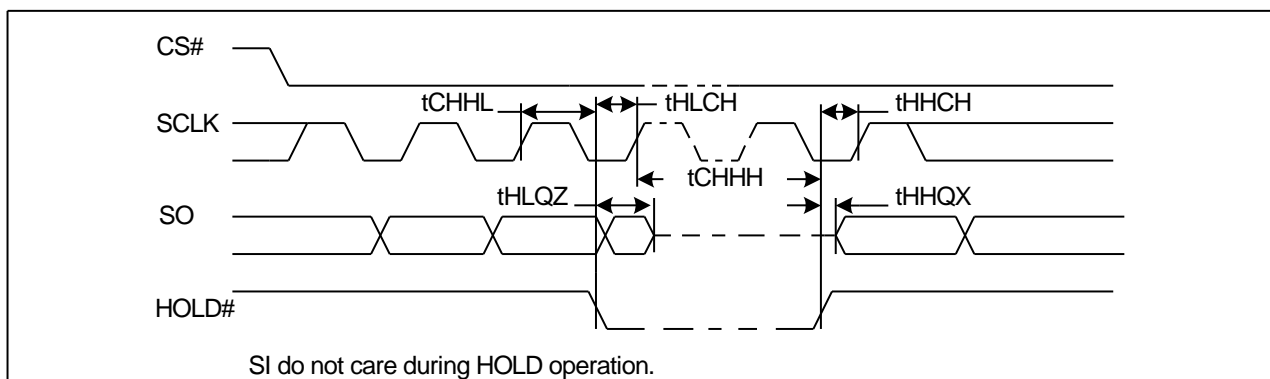 CS#
tCHHL tHLCH tHHCH
SCLK
tCHHH
tHLQZ tHHQX
SO
HOLD#
SI do not care during HOLD operation.